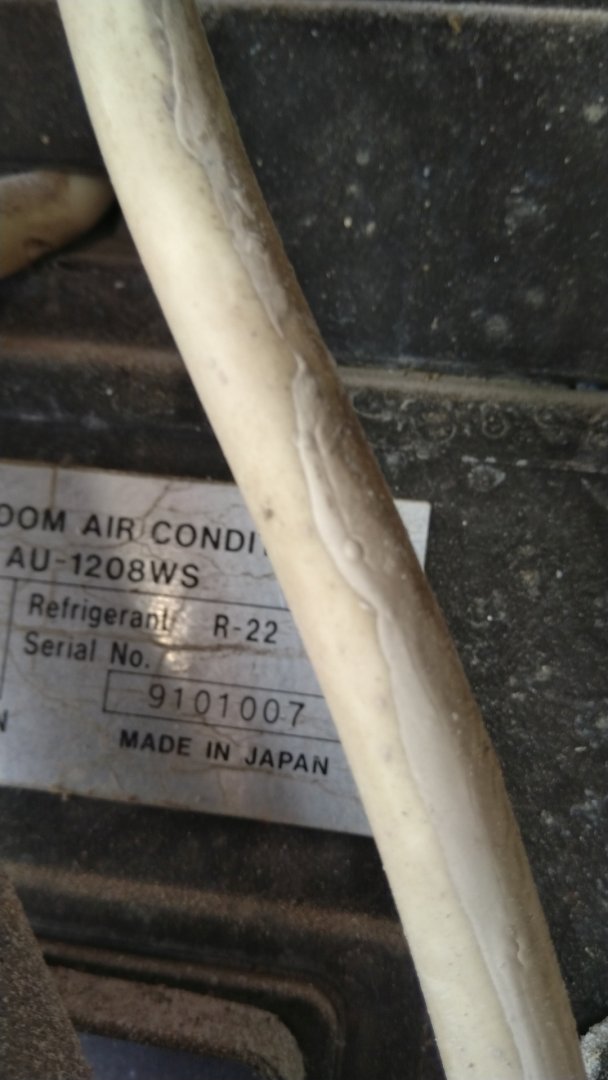 OOM AIR CONDI
AU-1208WS
Refrigerant R-22
Serial No.
9101007
N
MADE IN JAPAN